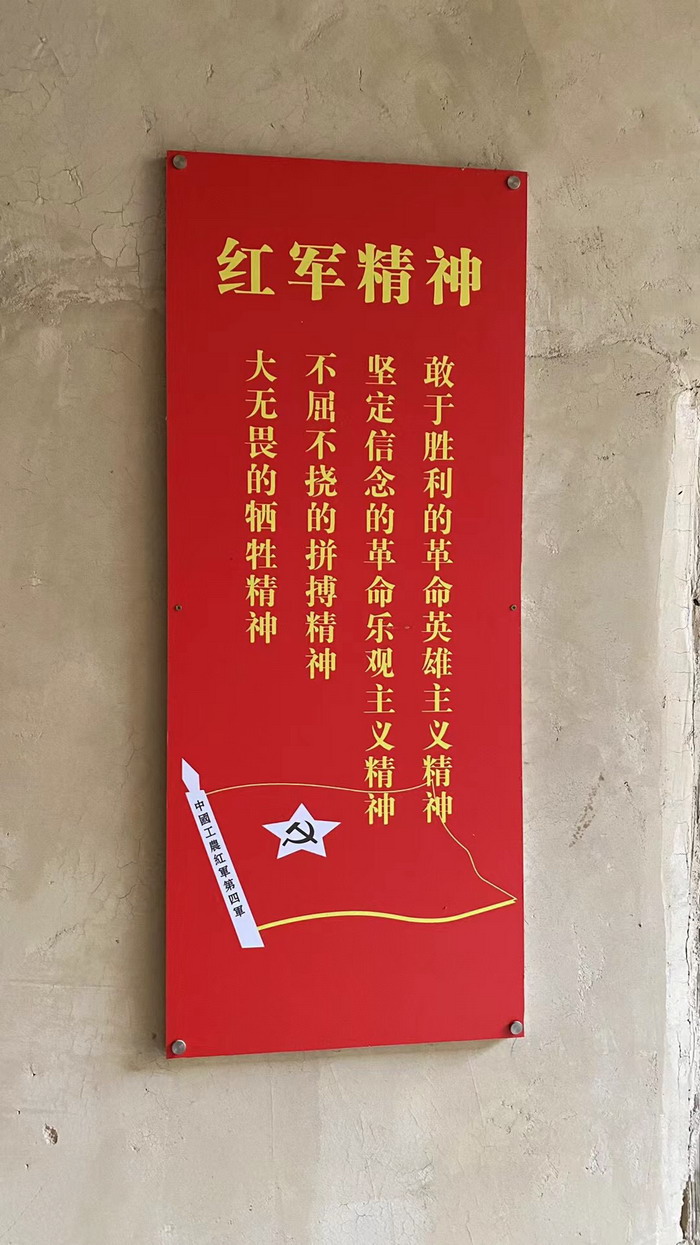 红军精神
敢于胜利的革命英雄主义精神
坚定信念的革命乐观主义精神
不屈不挠的拼搏精神
大无畏的牺牲精神
中國工農紅軍第四軍